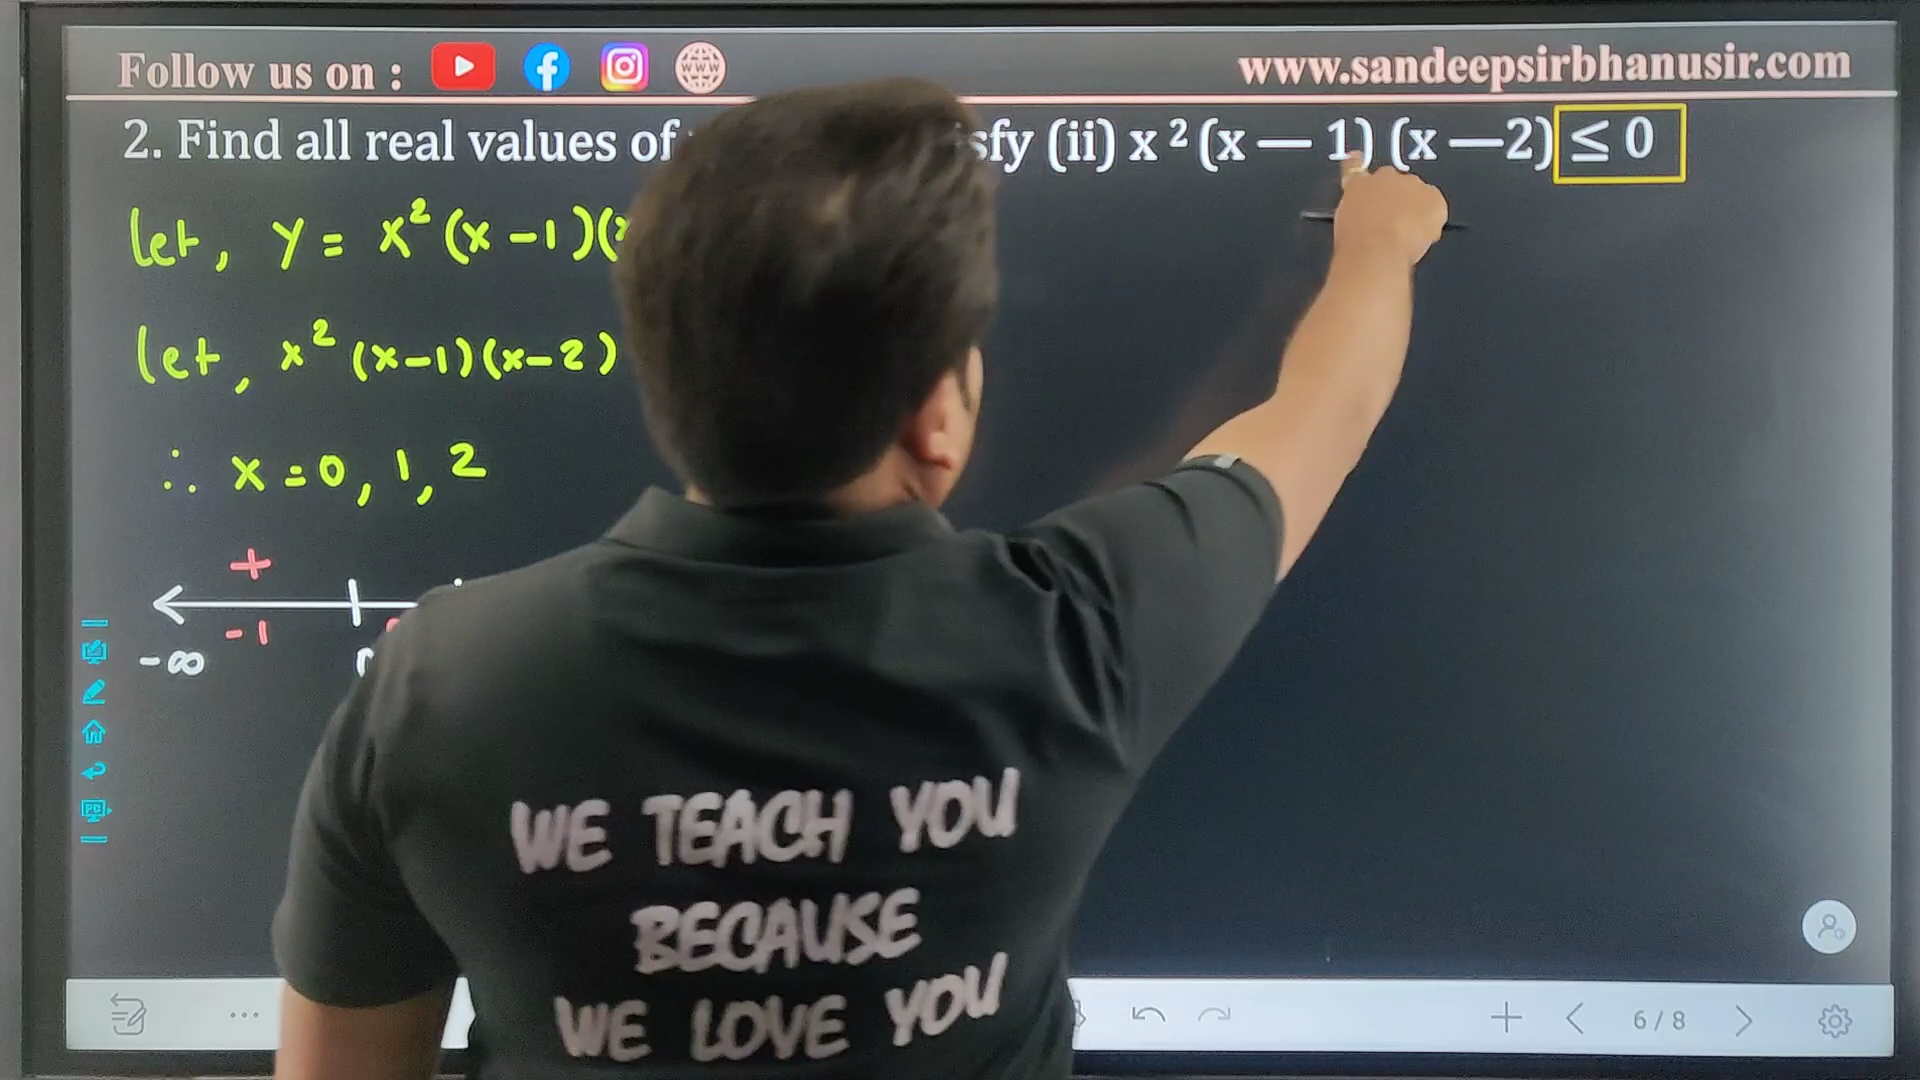 Follow us on :
www.sandeepsirbhanusir.com
2. Find all real values of sfy (ii) x² (x — 1) (x —2) ≤ 0
let, y = x² (x -1)(
let, x² (x-1)(x-2)
∴ x = 0, 1, 2
+
-1
-∞
WE TEACH YOU
BECAUSE
WE LOVE YOU
6 / 8